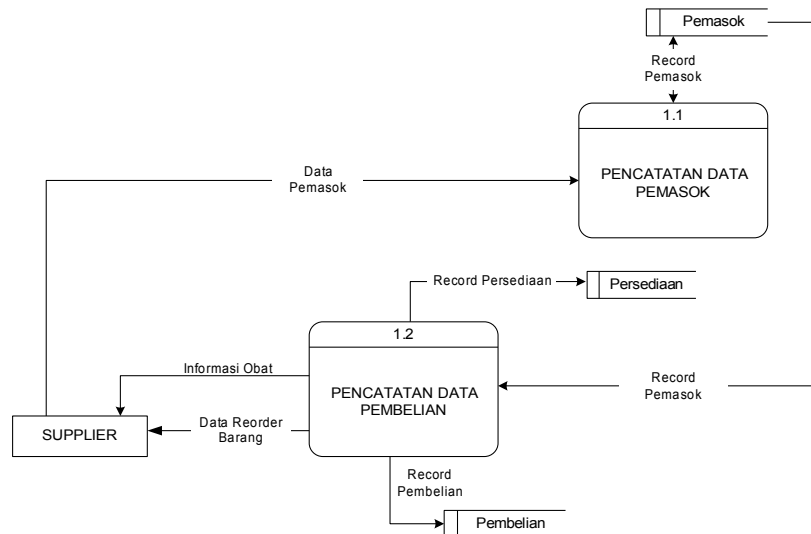 Pemasok
Record
Pemasok
1.1
PENCATATAN DATA
PEMASOK
Data
Pemasok
Record Persediaan
Persediaan
1.2
PENCATATAN DATA
PEMBELIAN
Informasi Obat
Record
Pemasok
SUPPLIER
Data Reorder
Barang
Record
Pembelian
Pembelian